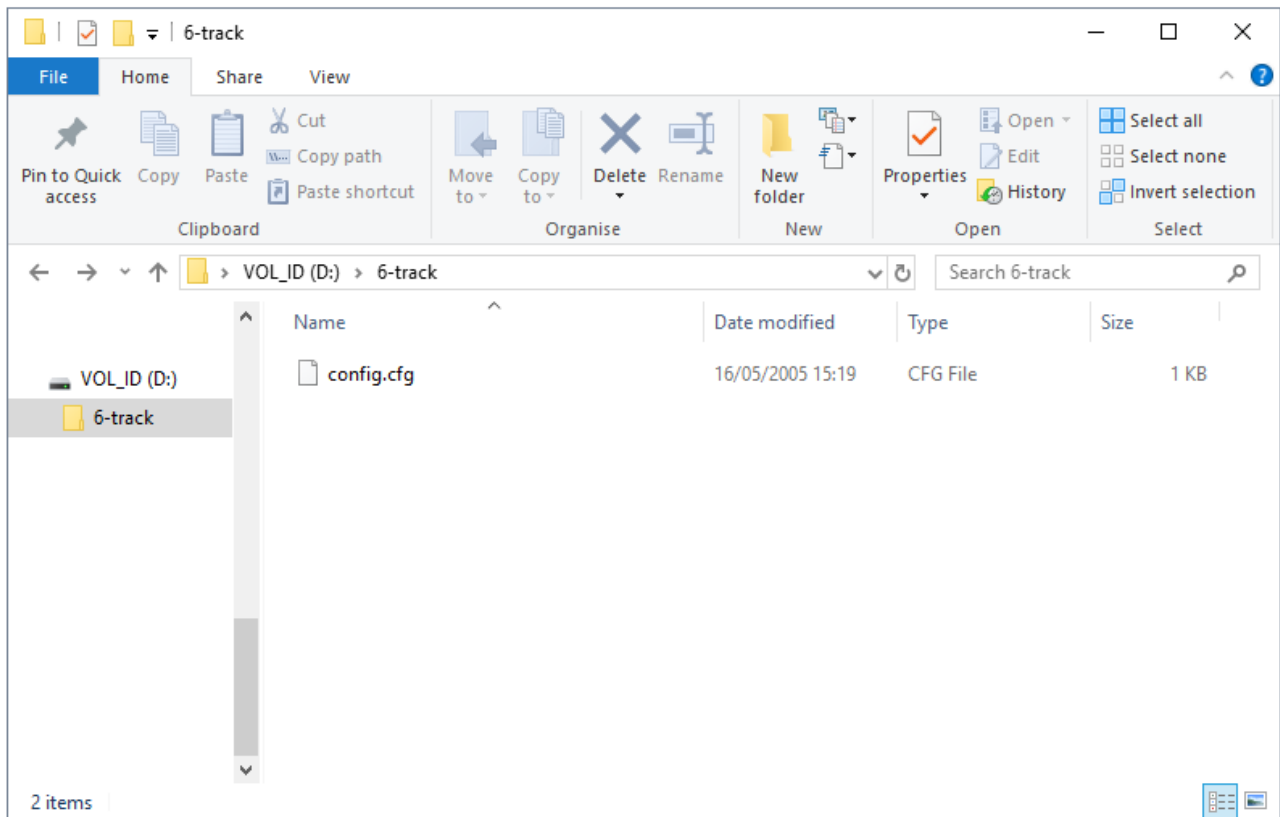 6-track
File Home Share View
Pin to Quick access
Copy
Paste
Cut
Copy path
Paste shortcut
Clipboard
Move to
Copy to
Delete
Rename
Organise
New folder
New
Properties
Open
Edit
History
Open
Select all
Select none
Invert selection
Select
VOL_ID (D:) 6-track
Search 6-track
VOL_ID (D:)
6-track
Name Date modified Type Size
config.cfg 16/05/2005 15:19 CFG File 1 KB
2 items